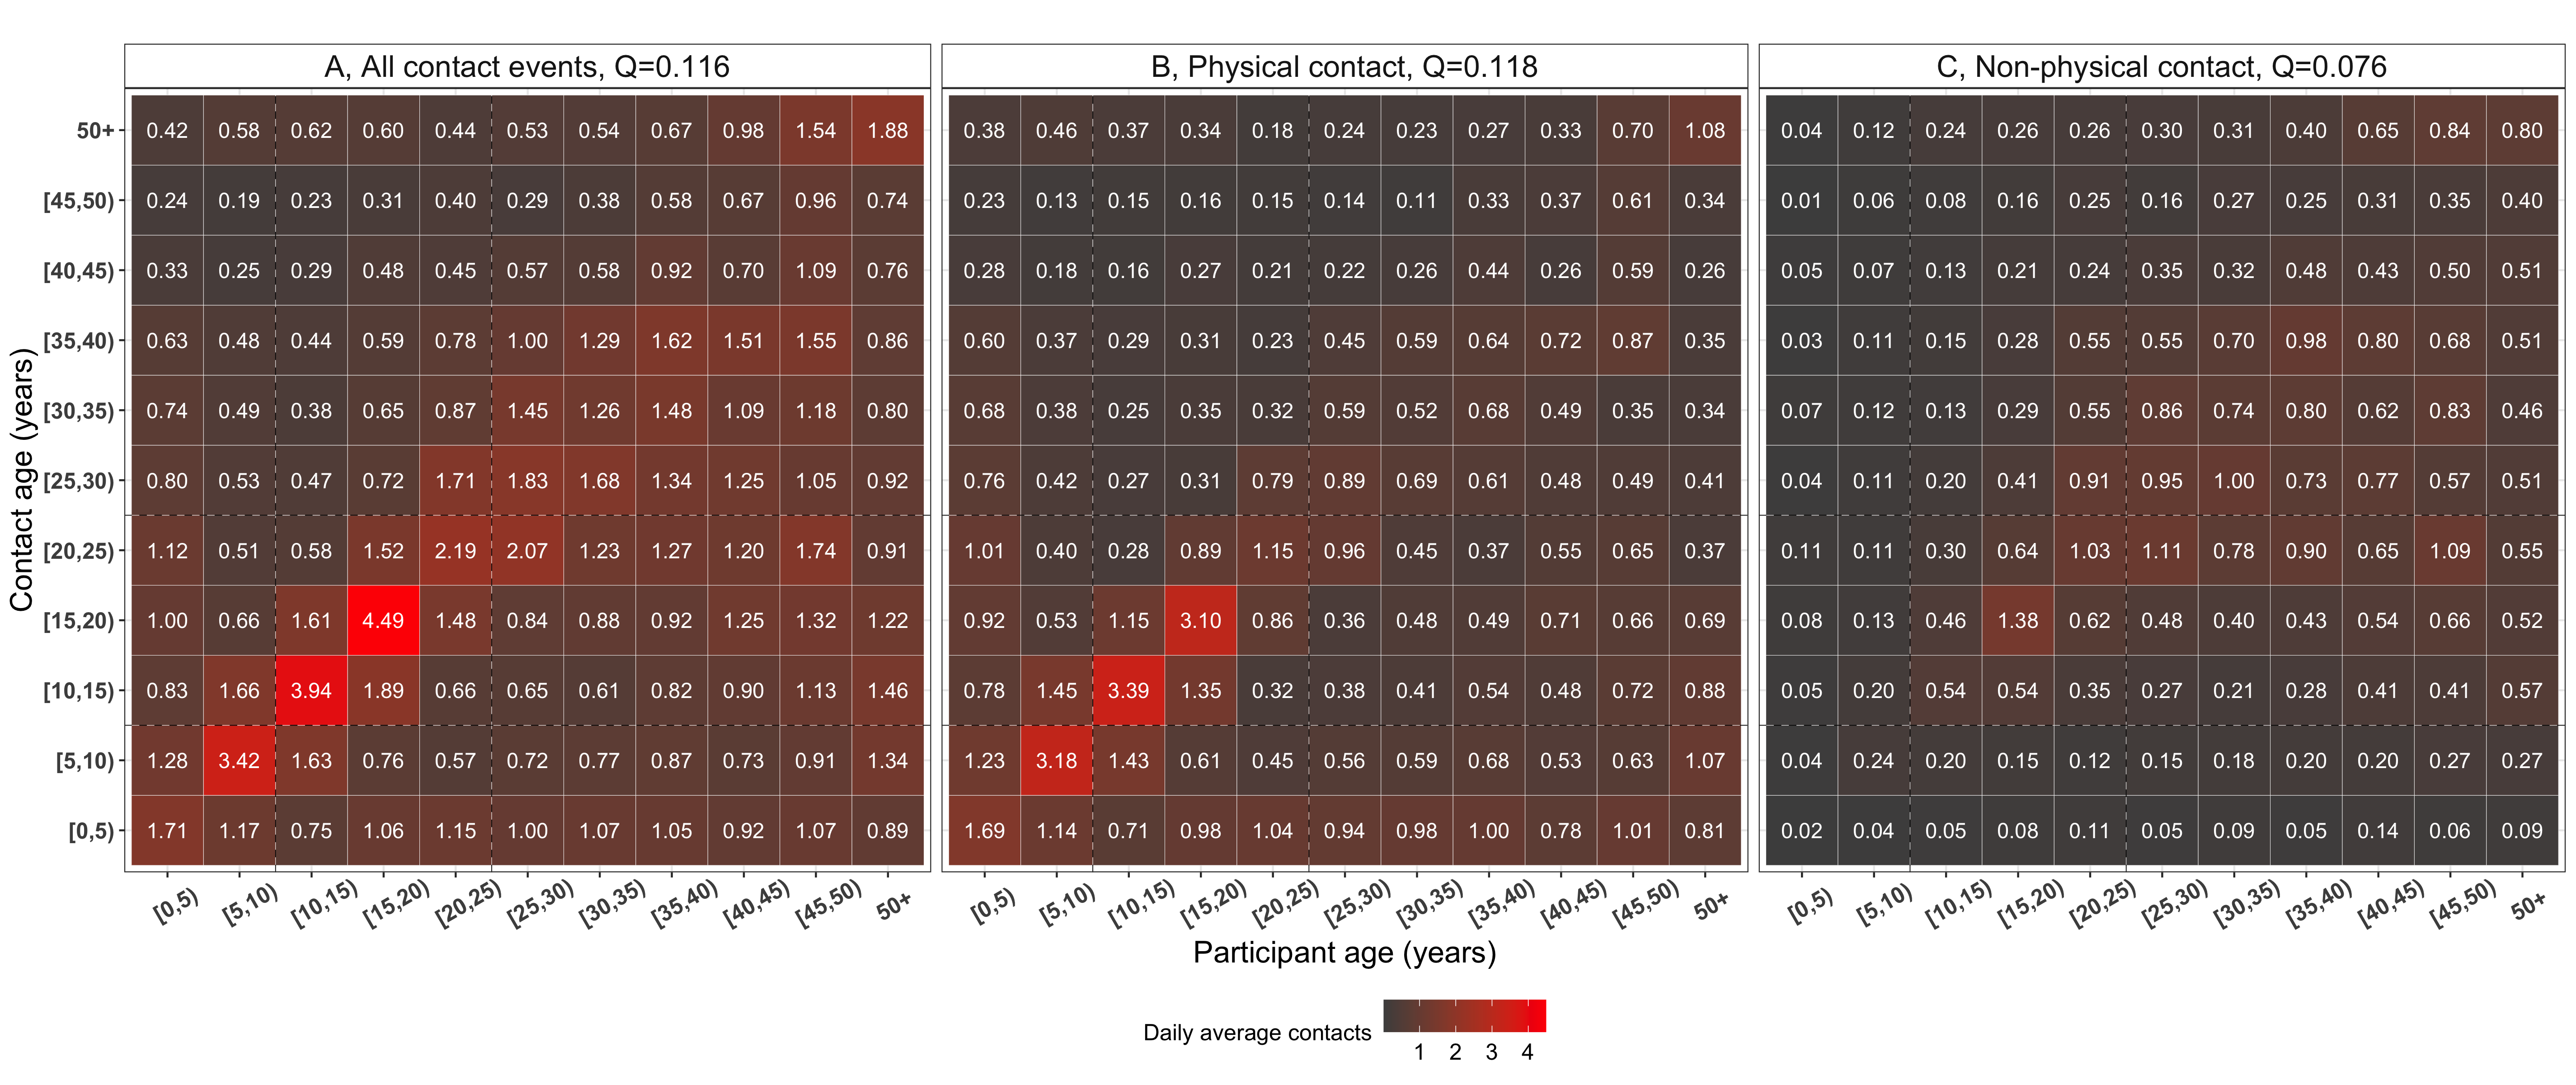 A, All contact events, Q=0.116
B, Physical contact, Q=0.118
C, Non-physical contact, Q=0.076
Contact age (years)
50+ 0.42 0.58 0.62 0.60 0.44 0.53 0.54 0.67 0.98 1.54 1.88 0.38 0.46 0.37 0.34 0.18 0.24 0.23 0.27 0.33 0.70 1.08 0.04 0.12 0.24 0.26 0.26 0.30 0.31 0.40 0.65 0.84 0.80
[45,50) 0.24 0.19 0.23 0.31 0.40 0.29 0.38 0.58 0.67 0.96 0.74 0.23 0.13 0.15 0.16 0.15 0.14 0.11 0.33 0.37 0.61 0.34 0.01 0.06 0.08 0.16 0.25 0.16 0.27 0.25 0.31 0.35 0.40
[40,45) 0.33 0.25 0.29 0.48 0.45 0.57 0.58 0.92 0.70 1.09 0.76 0.28 0.18 0.16 0.27 0.21 0.22 0.26 0.44 0.26 0.59 0.26 0.05 0.07 0.13 0.21 0.24 0.35 0.32 0.48 0.43 0.50 0.51
[35,40) 0.63 0.48 0.44 0.59 0.78 1.00 1.29 1.62 1.51 1.55 0.86 0.60 0.37 0.29 0.31 0.23 0.45 0.59 0.64 0.72 0.87 0.35 0.03 0.11 0.15 0.28 0.55 0.55 0.70 0.98 0.80 0.68 0.51
[30,35) 0.74 0.49 0.38 0.65 0.87 1.45 1.26 1.48 1.09 1.18 0.80 0.68 0.38 0.25 0.35 0.32 0.59 0.52 0.68 0.49 0.35 0.34 0.07 0.12 0.13 0.29 0.55 0.86 0.74 0.80 0.62 0.83 0.46
[25,30) 0.80 0.53 0.47 0.72 1.71 1.83 1.68 1.34 1.25 1.05 0.92 0.76 0.42 0.27 0.31 0.79 0.89 0.69 0.61 0.48 0.49 0.41 0.04 0.11 0.20 0.41 0.91 0.95 1.00 0.73 0.77 0.57 0.51
[20,25) 1.12 0.51 0.58 1.52 2.19 2.07 1.23 1.27 1.20 1.74 0.91 1.01 0.40 0.28 0.89 1.15 0.96 0.45 0.37 0.55 0.65 0.37 0.11 0.11 0.30 0.64 1.03 1.11 0.78 0.90 0.65 1.09 0.55
[15,20) 1.00 0.66 1.61 4.49 1.48 0.84 0.88 0.92 1.25 1.32 1.22 0.92 0.53 1.15 3.10 0.86 0.36 0.48 0.49 0.71 0.66 0.69 0.08 0.13 0.46 1.38 0.62 0.48 0.40 0.43 0.54 0.66 0.52
[10,15) 0.83 1.66 3.94 1.89 0.66 0.65 0.61 0.82 0.90 1.13 1.46 0.78 1.45 3.39 1.35 0.32 0.38 0.41 0.54 0.48 0.72 0.88 0.05 0.20 0.54 0.54 0.35 0.27 0.21 0.28 0.41 0.41 0.57
[5,10) 1.28 3.42 1.63 0.76 0.57 0.72 0.77 0.87 0.73 0.91 1.34 1.23 3.18 1.43 0.61 0.45 0.56 0.59 0.68 0.53 0.63 1.07 0.04 0.24 0.20 0.15 0.12 0.15 0.18 0.20 0.20 0.27 0.27
[0,5) 1.71 1.17 0.75 1.06 1.15 1.00 1.07 1.05 0.92 1.07 0.89 1.69 1.14 0.71 0.98 1.04 0.94 0.98 1.00 0.78 1.01 0.81 0.02 0.04 0.05 0.08 0.11 0.05 0.09 0.05 0.14 0.06 0.09
[0,5) [5,10) [10,15) [15,20) [20,25) [25,30) [30,35) [35,40) [40,45) [45,50) 50+ [0,5) [5,10) [10,15) [15,20) [20,25) [25,30) [30,35) [35,40) [40,45) [45,50) 50+ [0,5) [5,10) [10,15) [15,20) [20,25) [25,30) [30,35) [35,40) [40,45) [45,50) 50+
Participant age (years)
Daily average contacts
1 2 3 4